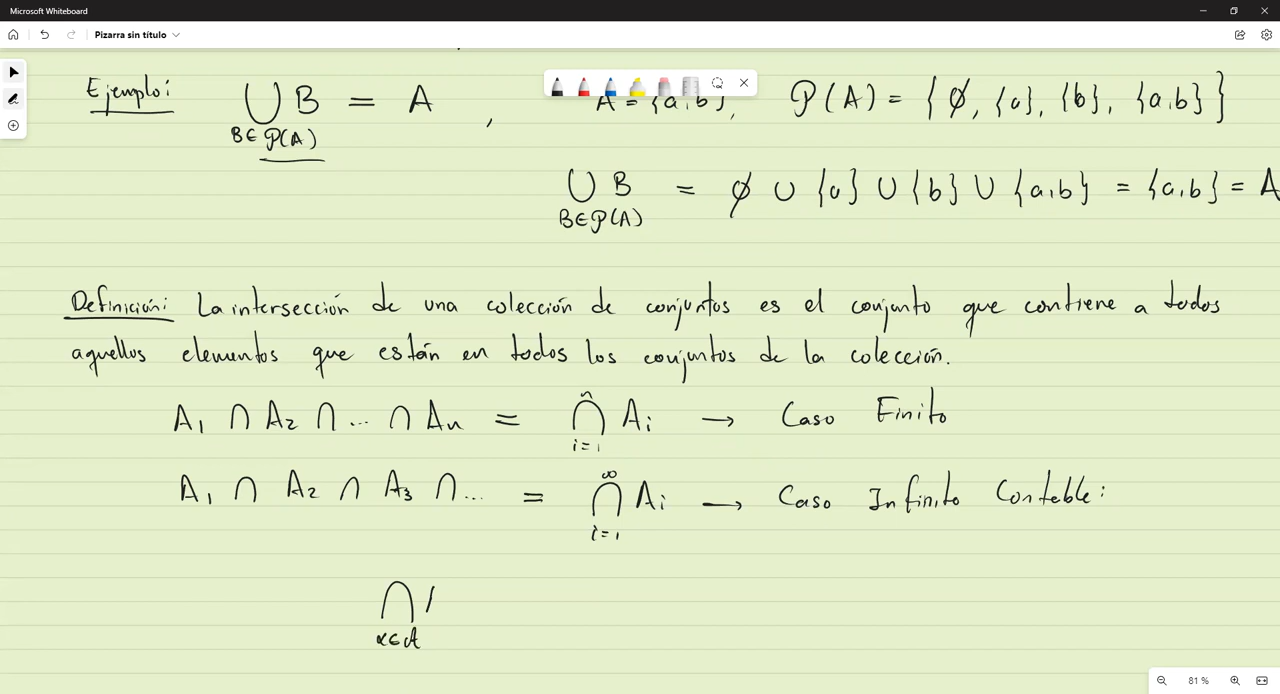 Microsoft Whiteboard
Pizarra sin título
Ejemplo: ⋃ B = A , A = {a,b}, P(A) = {∅, {a}, {b}, {a,b}}
B∈P(A)
⋃ B = ∅ ∪ {a} ∪ {b} ∪ {a,b} = {a,b} = A
B∈P(A)
Definición: La intersección de una colección de conjuntos es el conjunto que contiene a todos
aquellos elementos que están en todos los conjuntos de la colección.
n
A₁ ∩ A₂ ∩ ... ∩ Aₙ = ⋂ Aᵢ → Caso Finito
i=1
∞
A₁ ∩ A₂ ∩ A₃ ∩ ... = ⋂ Aᵢ → Caso Infinito Contable:
i=1
⋂
α∈𝒜
81 %